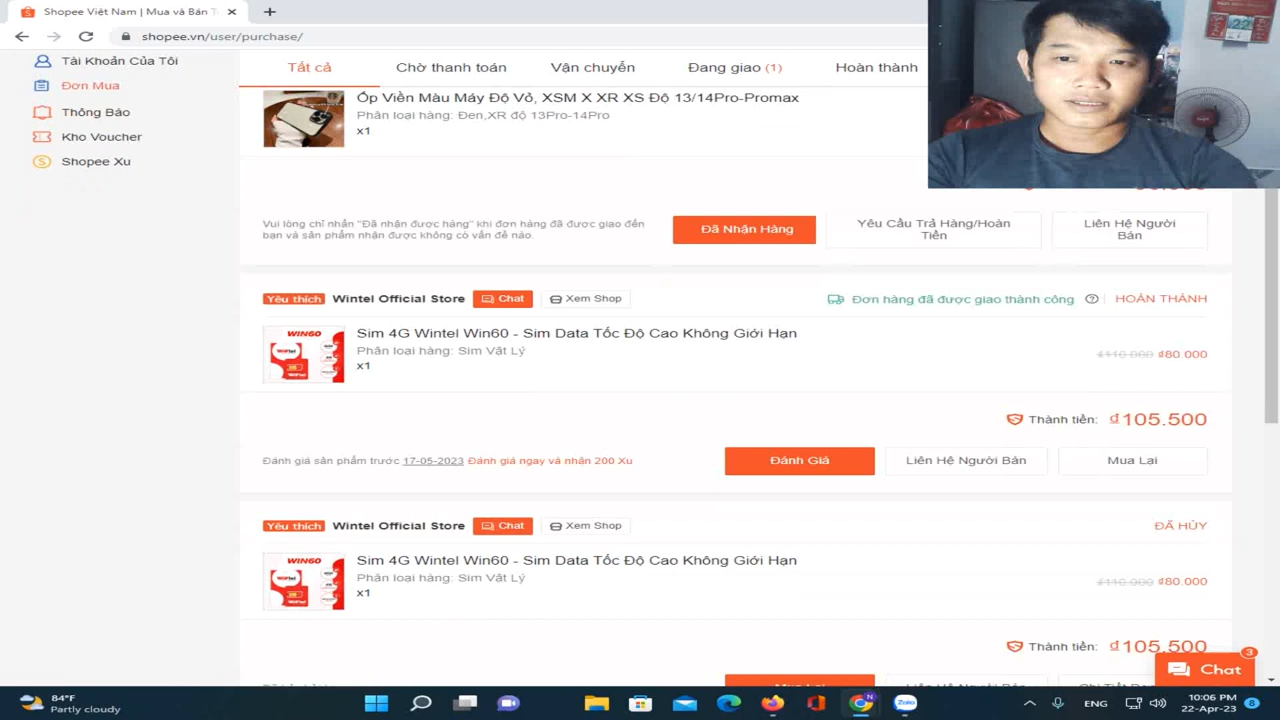 Shopee Việt Nam | Mua và Bán T
shopee.vn/user/purchase/
Tài Khoản Của Tôi
Đơn Mua
Thông Báo
Kho Voucher
Shopee Xu
Tất cả
Chờ thanh toán
Vận chuyển
Đang giao (1)
Hoàn thành
22
Ốp Viền Màu Máy Độ Vỏ, XSM X XR XS Độ 13/14Pro-Promax
Phân loại hàng: Đen,XR độ 13Pro-14Pro
x1
Vui lòng chỉ nhấn "Đã nhận được hàng" khi đơn hàng đã được giao đến
bạn và sản phẩm nhận được không có vấn đề nào.
Đã Nhận Hàng
Yêu Cầu Trả Hàng/Hoàn
Tiền
Liên Hệ Người
Bán
Yêu thích Wintel Official Store Chat Xem Shop
Đơn hàng đã được giao thành công HOÀN THÀNH
WIN60
Sim 4G Wintel Win60 - Sim Data Tốc Độ Cao Không Giới Hạn
Phân loại hàng: Sim Vật Lý
x1
₫110.000 ₫80.000
Thành tiền: ₫105.500
Đánh giá sản phẩm trước 17-05-2023 Đánh giá ngay và nhận 200 Xu
Đánh Giá
Liên Hệ Người Bán
Mua Lại
Yêu thích Wintel Official Store Chat Xem Shop
ĐÃ HỦY
WIN60
Sim 4G Wintel Win60 - Sim Data Tốc Độ Cao Không Giới Hạn
Phân loại hàng: Sim Vật Lý
x1
₫110.000 ₫80.000
Thành tiền: ₫105.500
Mua Lại
Chat
3
84°F
Partly cloudy
N
Zalo
ENG
10:06 PM
22-Apr-23
8